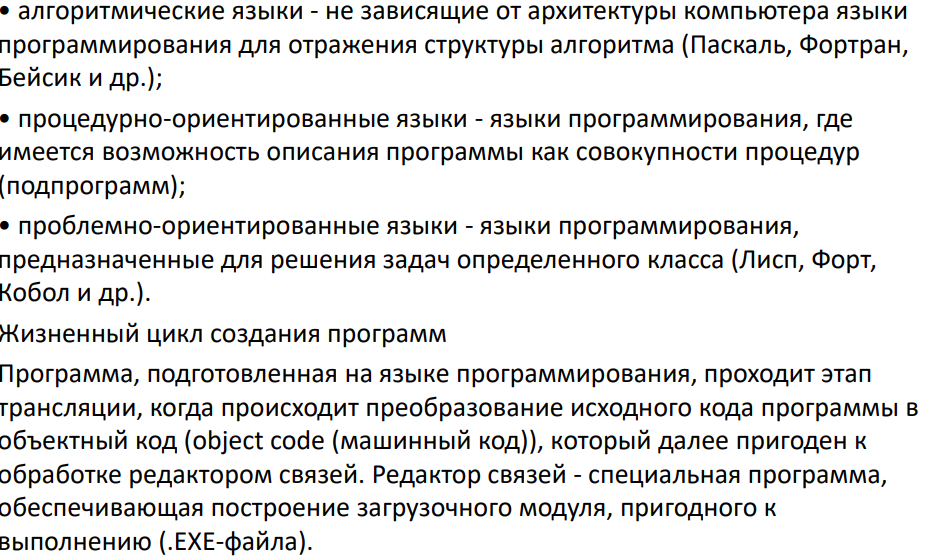 • алгоритмические языки - не зависящие от архитектуры компьютера языки
программирования для отражения структуры алгоритма (Паскаль, Фортран,
Бейсик и др.);
• процедурно-ориентированные языки - языки программирования, где
имеется возможность описания программы как совокупности процедур
(подпрограмм);
• проблемно-ориентированные языки - языки программирования,
предназначенные для решения задач определенного класса (Лисп, Форт,
Кобол и др.).
Жизненный цикл создания программ
Программа, подготовленная на языке программирования, проходит этап
трансляции, когда происходит преобразование исходного кода программы в
объектный код (object code (машинный код)), который далее пригоден к
обработке редактором связей. Редактор связей - специальная программа,
обеспечивающая построение загрузочного модуля, пригодного к
выполнению (.EXE-файла).